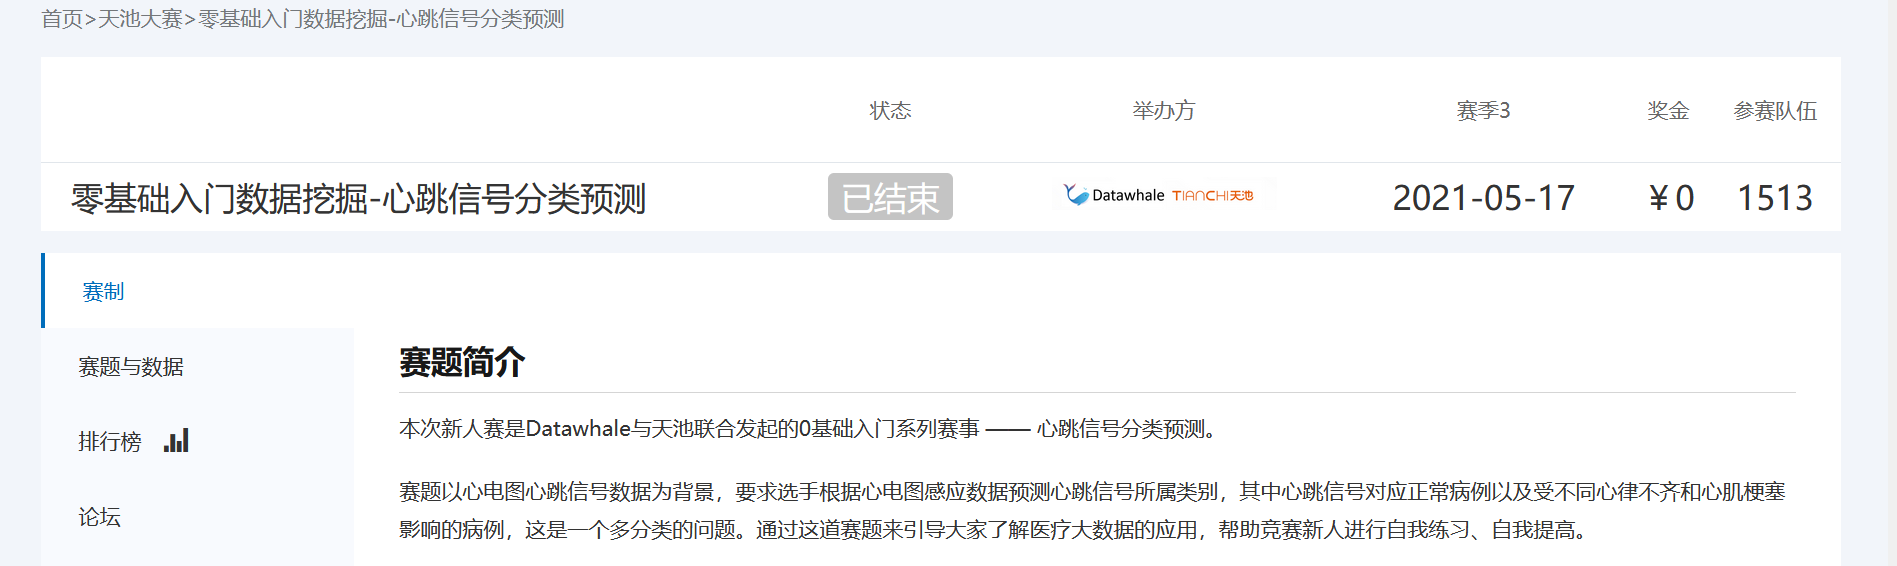 首页>天池大赛>零基础入门数据挖掘-心跳信号分类预测
状态 举办方 赛季3 奖金 参赛队伍
零基础入门数据挖掘-心跳信号分类预测 已结束 Datawhale TIANCHI天池 2021-05-17 ￥0 1513
赛制
赛题与数据
排行榜
论坛
赛题简介
本次新人赛是Datawhale与天池联合发起的0基础入门系列赛事 —— 心跳信号分类预测。
赛题以心电图心跳信号数据为背景，要求选手根据心电图感应数据预测心跳信号所属类别，其中心跳信号对应正常病例以及受不同心律不齐和心肌梗塞
影响的病例，这是一个多分类的问题。通过这道赛题来引导大家了解医疗大数据的应用，帮助竞赛新人进行自我练习、自我提高。